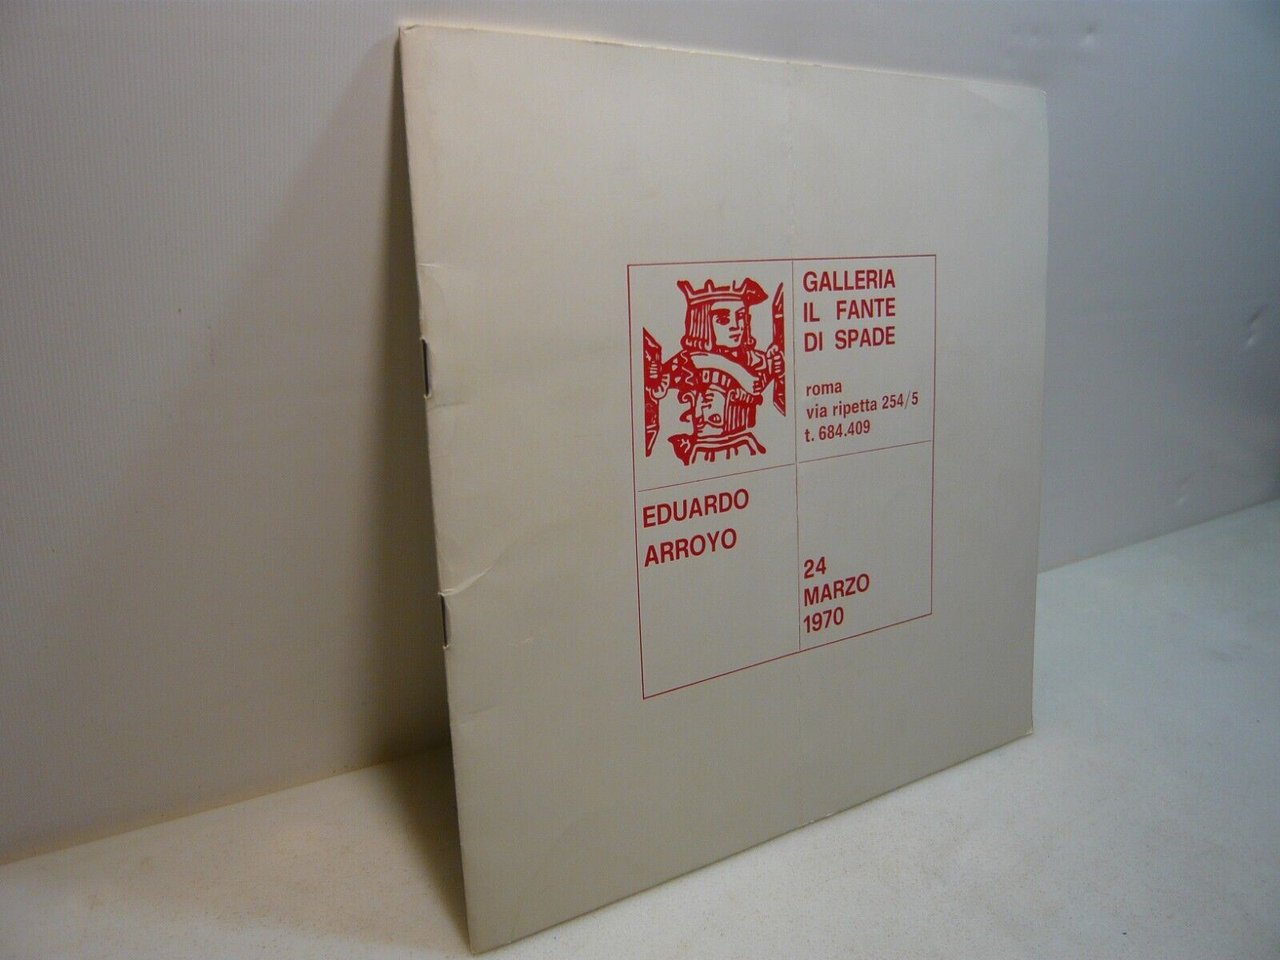 GALLERIA
IL FANTE
DI SPADE
roma
via ripetta 254/5
t. 684.409
EDUARDO
ARROYO
24
MARZO
1970